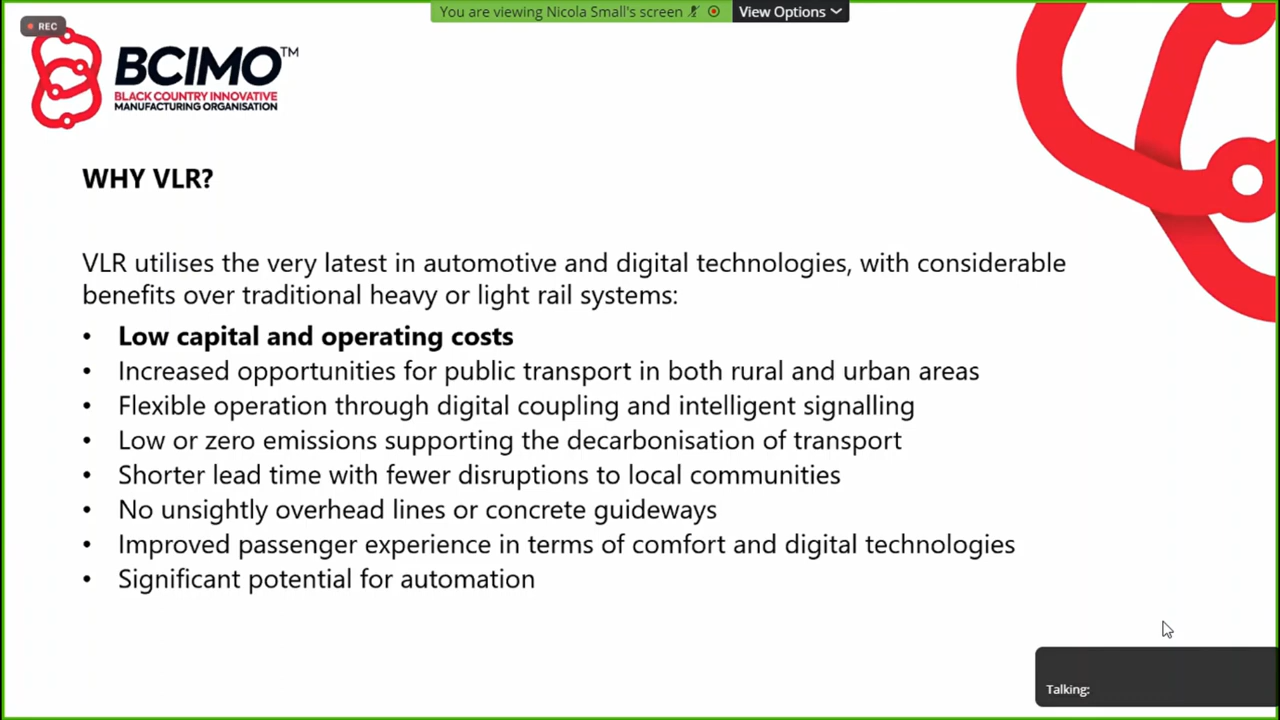 You are viewing Nicola Small's screen
View Options
REC
BCIMO™
BLACK COUNTRY INNOVATIVE
MANUFACTURING ORGANISATION
WHY VLR?
VLR utilises the very latest in automotive and digital technologies, with considerable
benefits over traditional heavy or light rail systems:
• Low capital and operating costs
• Increased opportunities for public transport in both rural and urban areas
• Flexible operation through digital coupling and intelligent signalling
• Low or zero emissions supporting the decarbonisation of transport
• Shorter lead time with fewer disruptions to local communities
• No unsightly overhead lines or concrete guideways
• Improved passenger experience in terms of comfort and digital technologies
• Significant potential for automation
Talking: